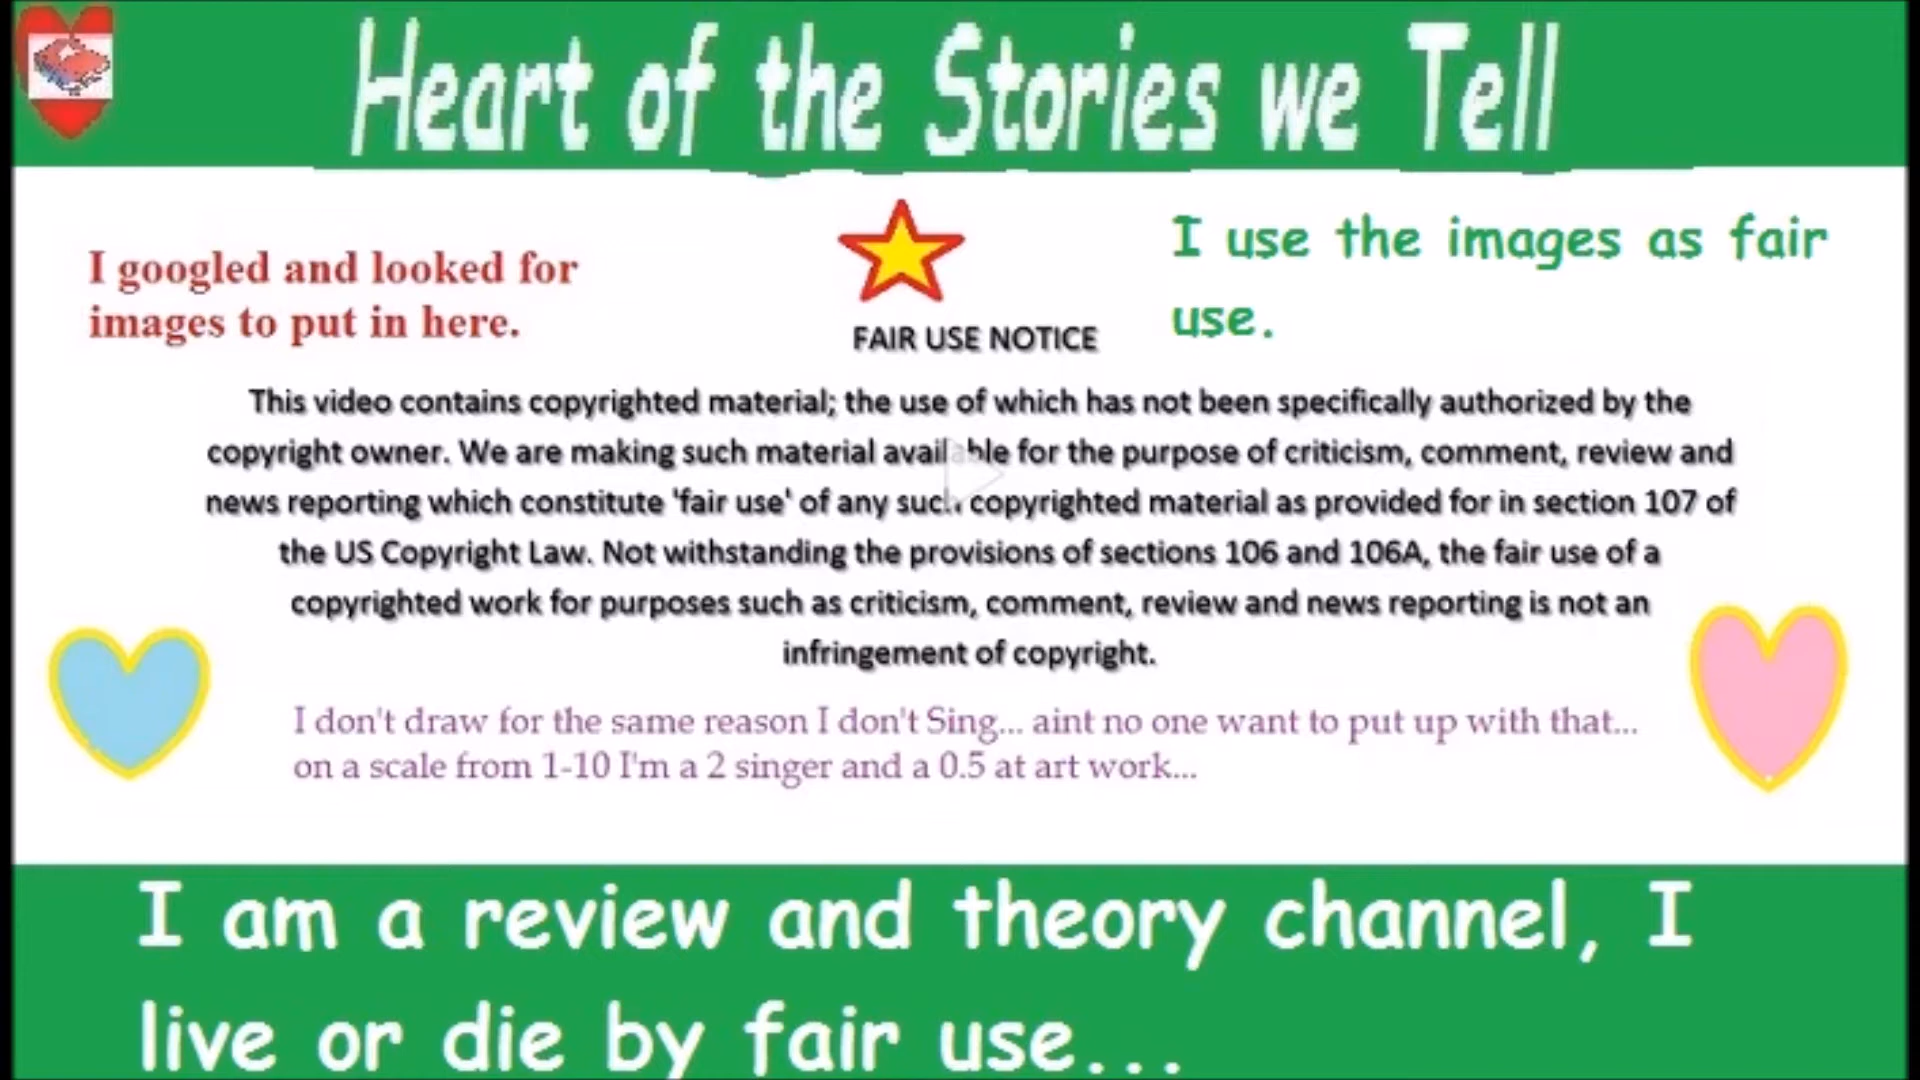 Heart of the Stories we Tell
I googled and looked for
images to put in here.
I use the images as fair
use.
FAIR USE NOTICE
This video contains copyrighted material; the use of which has not been specifically authorized by the
copyright owner. We are making such material available for the purpose of criticism, comment, review and
news reporting which constitute 'fair use' of any such copyrighted material as provided for in section 107 of
the US Copyright Law. Not withstanding the provisions of sections 106 and 106A, the fair use of a
copyrighted work for purposes such as criticism, comment, review and news reporting is not an
infringement of copyright.
I don't draw for the same reason I don't Sing... aint no one want to put up with that...
on a scale from 1-10 I'm a 2 singer and a 0.5 at art work...
I am a review and theory channel, I
live or die by fair use...